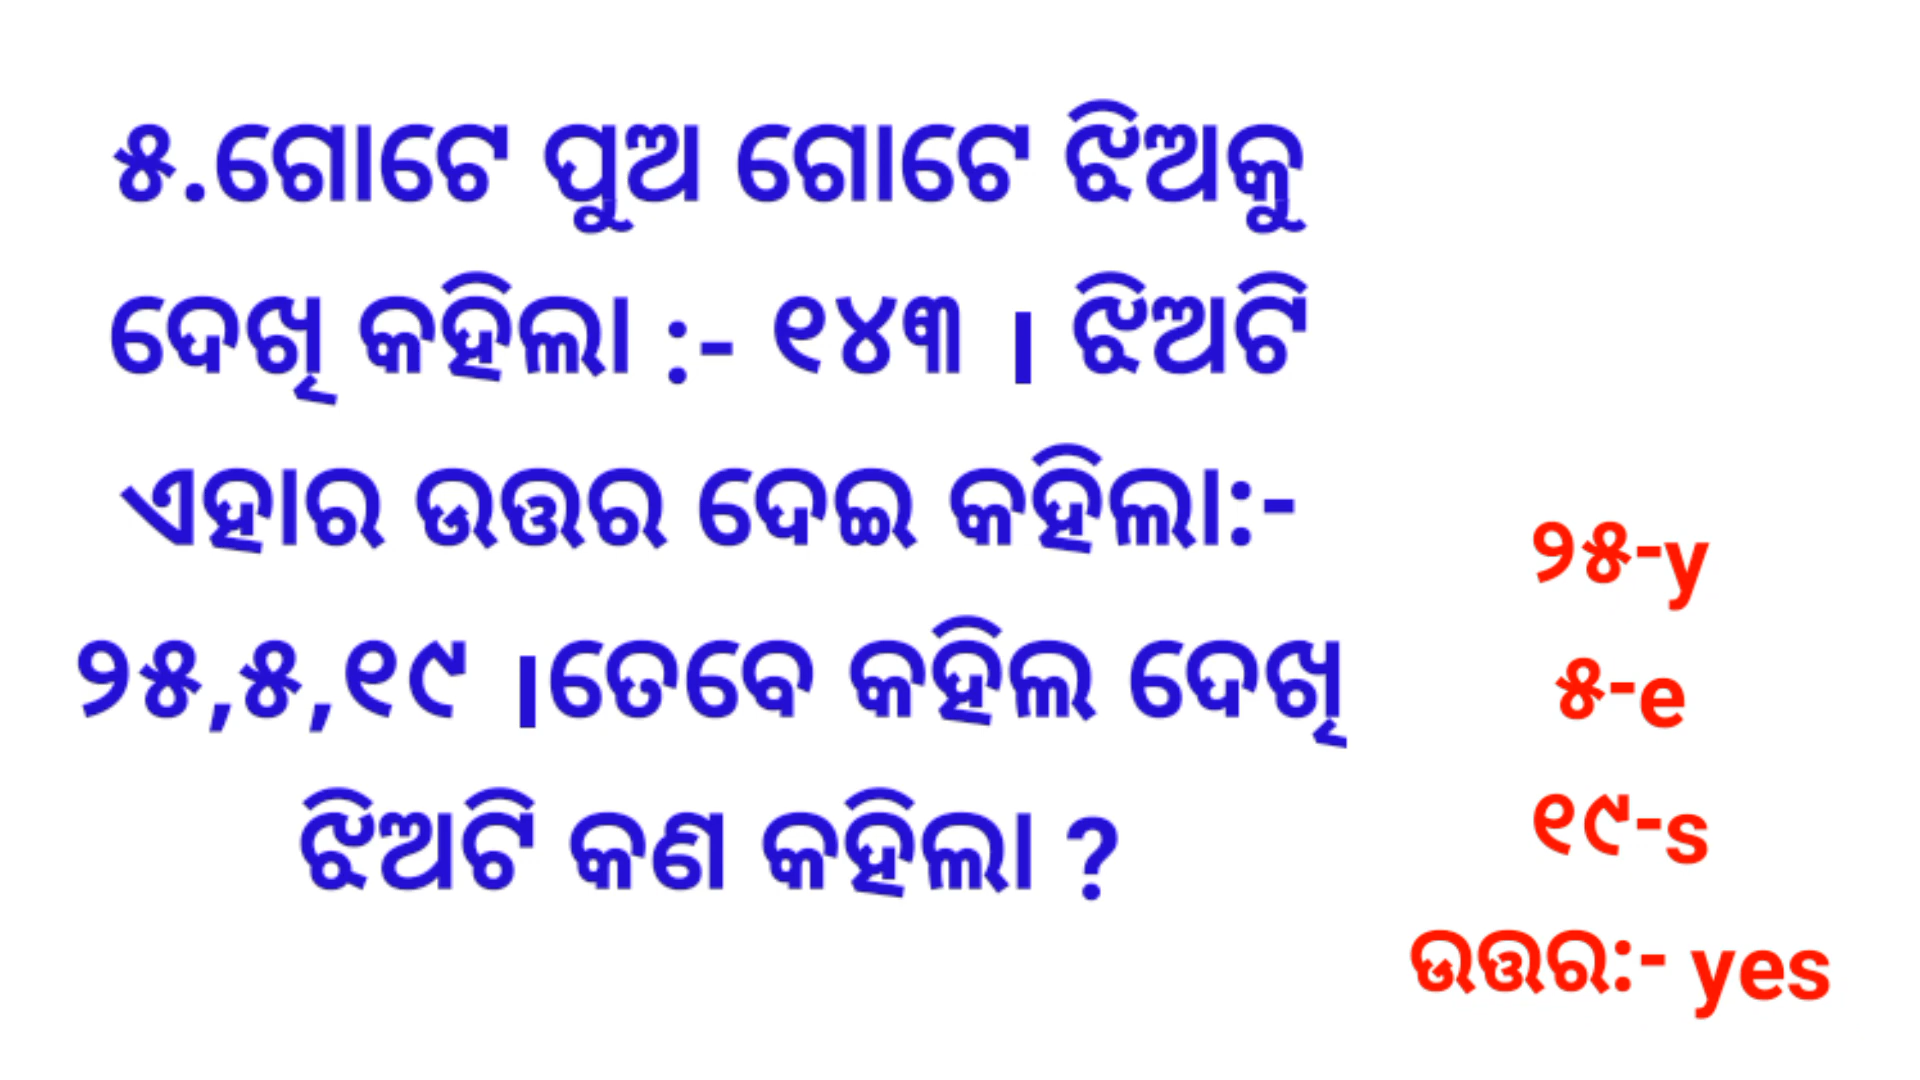 ୫.ଗୋଟେ ପୁଅ ଗୋଟେ ଝିଅକୁ
ଦେଖି କହିଲା :- ୧୪୩ । ଝିଅଟି
ଏହାର ଉତ୍ତର ଦେଇ କହିଲା:-
୨୫,୫,୧୯ ।ତେବେ କହିଲ ଦେଖି
ଝିଅଟି କଣ କହିଲା ?
୨୫-y
୫-e
୧୯-s
ଉତ୍ତର:- yes